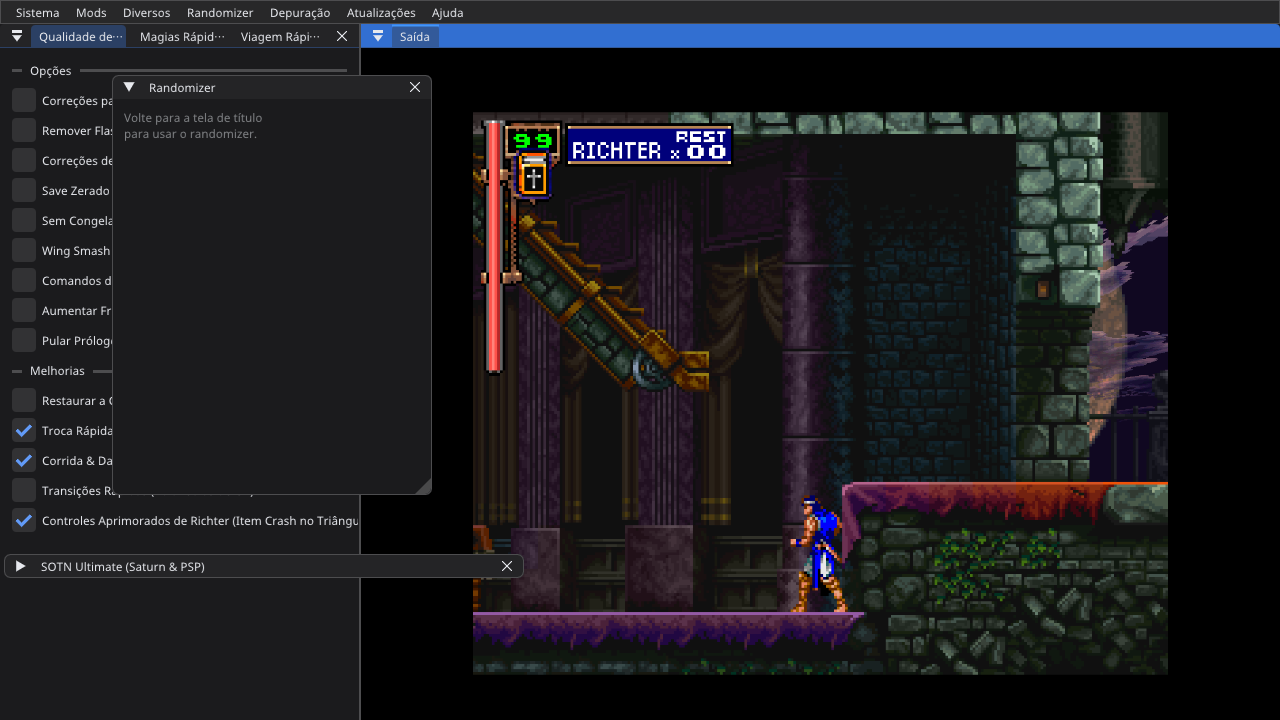 Sistema Mods Diversos Randomizer Depuração Atualizações Ajuda
Qualidade de··· Magias Rápid··· Viagem Rápi···
Saída
Opções
Randomizer
Volte para a tela de título
para usar o randomizer.
Correções pa
Remover Flas
Correções de
Save Zerado
Sem Congela
Wing Smash
Comandos d
Aumentar Fr
Pular Prólogo
Melhorias
Restaurar a
Troca Rápida
Corrida & Da
Transições
Controles Aprimorados de Richter (Item Crash no Triângu
SOTN Ultimate (Saturn & PSP)
99
REST
RICHTER x 00